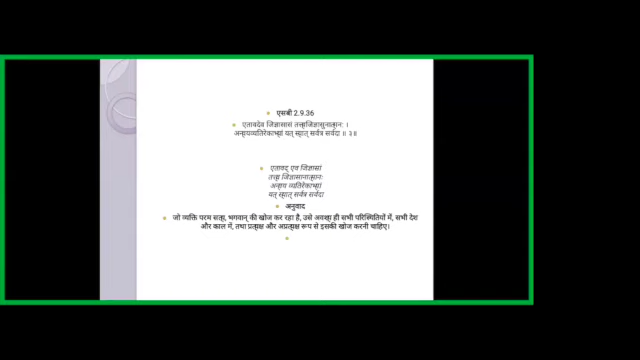 एसबी 2.9.36
एतावदेव जिज्ञास्यं तत्त्वजिज्ञासुनात्मन: ।
अन्वयव्यतिरेकाभ्यां यत् स्यात् सर्वत्र सर्वदा ॥ ३॥
एतावद् एव जिज्ञास्यं
तत्त्व जिज्ञासानात्मनः
अन्वय व्यतिरेकाभ्यां
यत् स्यात् सर्वत्र सर्वदा
अनुवाद
जो व्यक्ति परम सत्य, भगवान् की खोज कर रहा है, उसे अवश्य ही सभी परिस्थितियों में, सभी देश
और काल में, तथा प्रत्यक्ष और अप्रत्यक्ष रूप से इसकी खोज करनी चाहिए।